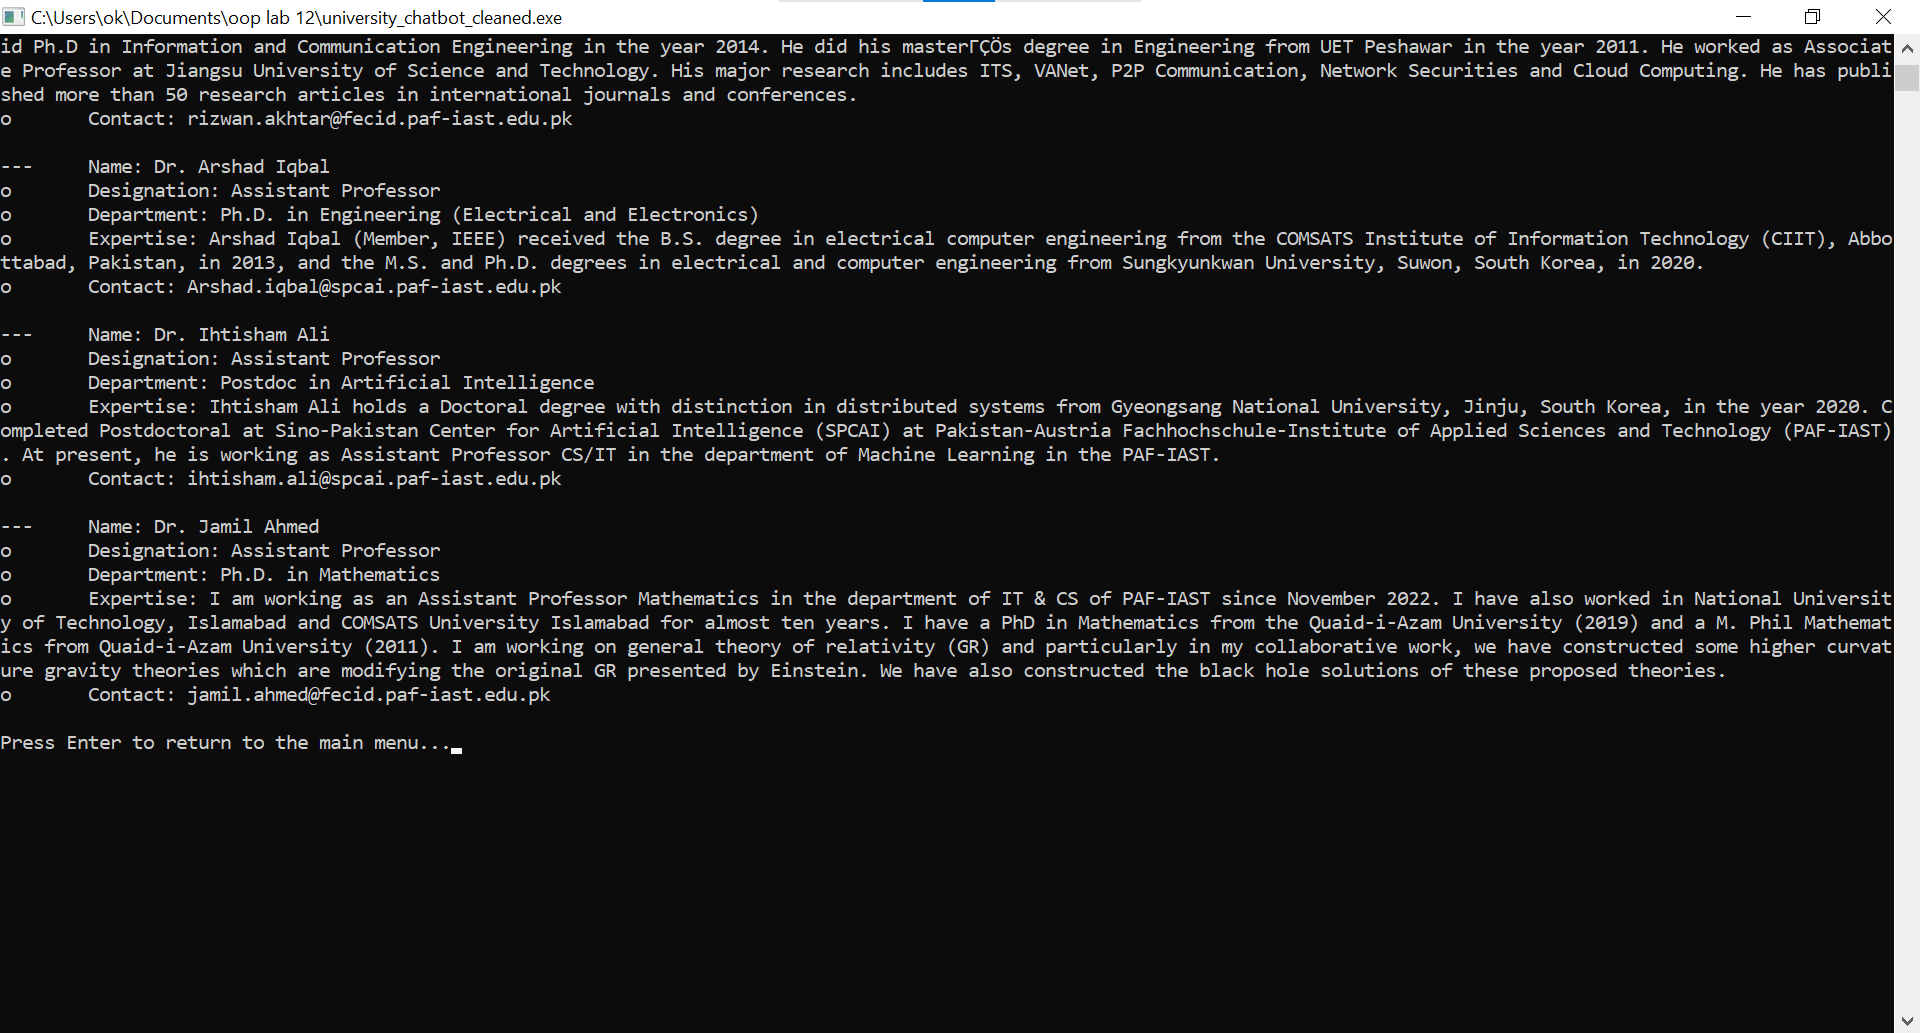 C:\Users\ok\Documents\oop lab 12\university_chatbot_cleaned.exe
id Ph.D in Information and Communication Engineering in the year 2014. He did his masterΓÇÖs degree in Engineering from UET Peshawar in the year 2011. He worked as Associat
e Professor at Jiangsu University of Science and Technology. His major research includes ITS, VANet, P2P Communication, Network Securities and Cloud Computing. He has publi
shed more than 50 research articles in international journals and conferences.
o       Contact: rizwan.akhtar@fecid.paf-iast.edu.pk

---     Name: Dr. Arshad Iqbal
o       Designation: Assistant Professor
o       Department: Ph.D. in Engineering (Electrical and Electronics)
o       Expertise: Arshad Iqbal (Member, IEEE) received the B.S. degree in electrical computer engineering from the COMSATS Institute of Information Technology (CIIT), Abbo
ttabad, Pakistan, in 2013, and the M.S. and Ph.D. degrees in electrical and computer engineering from Sungkyunkwan University, Suwon, South Korea, in 2020.
o       Contact: Arshad.iqbal@spcai.paf-iast.edu.pk

---     Name: Dr. Ihtisham Ali
o       Designation: Assistant Professor
o       Department: Postdoc in Artificial Intelligence
o       Expertise: Ihtisham Ali holds a Doctoral degree with distinction in distributed systems from Gyeongsang National University, Jinju, South Korea, in the year 2020. C
ompleted Postdoctoral at Sino-Pakistan Center for Artificial Intelligence (SPCAI) at Pakistan-Austria Fachhochschule-Institute of Applied Sciences and Technology (PAF-IAST)
. At present, he is working as Assistant Professor CS/IT in the department of Machine Learning in the PAF-IAST.
o       Contact: ihtisham.ali@spcai.paf-iast.edu.pk

---     Name: Dr. Jamil Ahmed
o       Designation: Assistant Professor
o       Department: Ph.D. in Mathematics
o       Expertise: I am working as an Assistant Professor Mathematics in the department of IT & CS of PAF-IAST since November 2022. I have also worked in National Universit
y of Technology, Islamabad and COMSATS University Islamabad for almost ten years. I have a PhD in Mathematics from the Quaid-i-Azam University (2019) and a M. Phil Mathemat
ics from Quaid-i-Azam University (2011). I am working on general theory of relativity (GR) and particularly in my collaborative work, we have constructed some higher curvat
ure gravity theories which are modifying the original GR presented by Einstein. We have also constructed the black hole solutions of these proposed theories.
o       Contact: jamil.ahmed@fecid.paf-iast.edu.pk

Press Enter to return to the main menu...